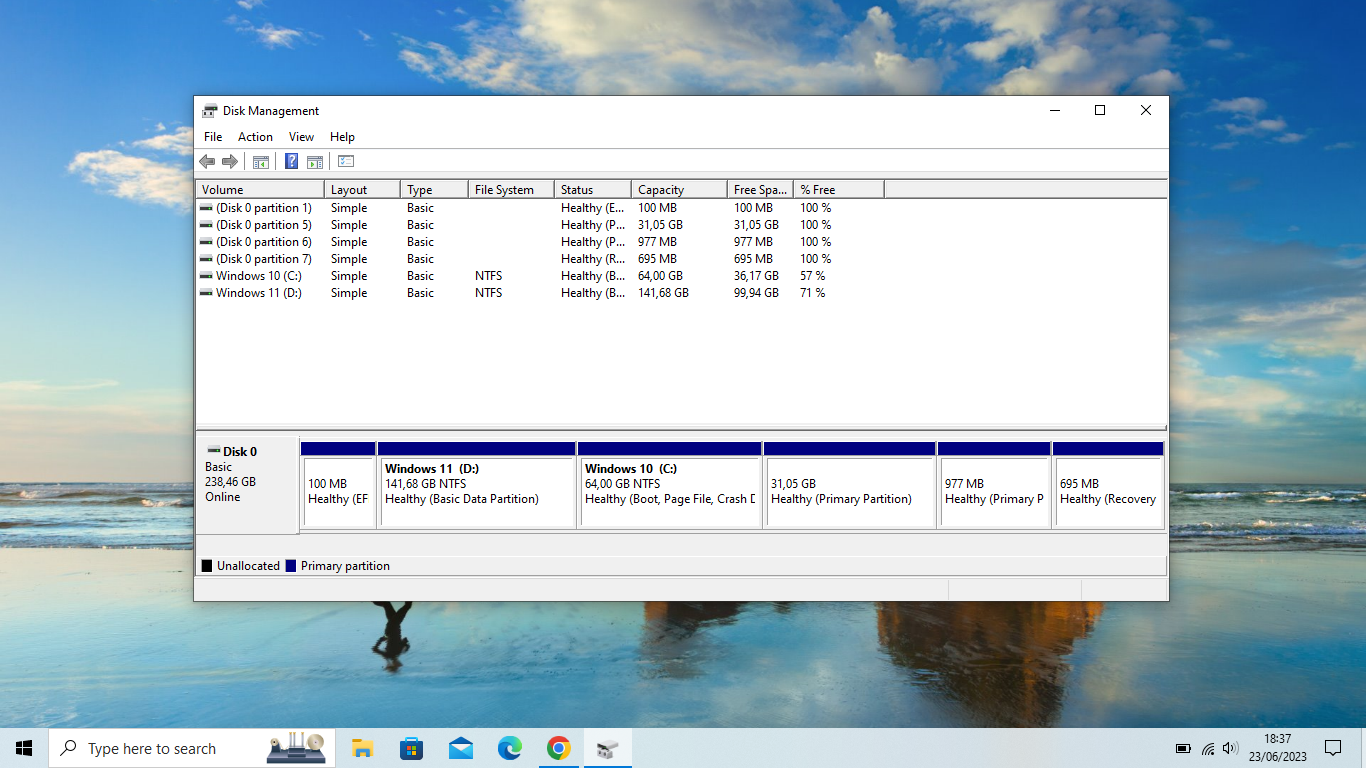 Disk Management
File Action View Help
Volume Layout Type File System Status Capacity Free Spa... % Free
(Disk 0 partition 1) Simple Basic Healthy (E... 100 MB 100 MB 100 %
(Disk 0 partition 5) Simple Basic Healthy (P... 31,05 GB 31,05 GB 100 %
(Disk 0 partition 6) Simple Basic Healthy (P... 977 MB 977 MB 100 %
(Disk 0 partition 7) Simple Basic Healthy (R... 695 MB 695 MB 100 %
Windows 10 (C:) Simple Basic NTFS Healthy (B... 64,00 GB 36,17 GB 57 %
Windows 11 (D:) Simple Basic NTFS Healthy (B... 141,68 GB 99,94 GB 71 %
Disk 0
Basic
238,46 GB
Online
100 MB
Healthy (EF
Windows 11 (D:)
141,68 GB NTFS
Healthy (Basic Data Partition)
Windows 10 (C:)
64,00 GB NTFS
Healthy (Boot, Page File, Crash D
31,05 GB
Healthy (Primary Partition)
977 MB
Healthy (Primary P
695 MB
Healthy (Recovery
Unallocated Primary partition
Type here to search
18:37
23/06/2023